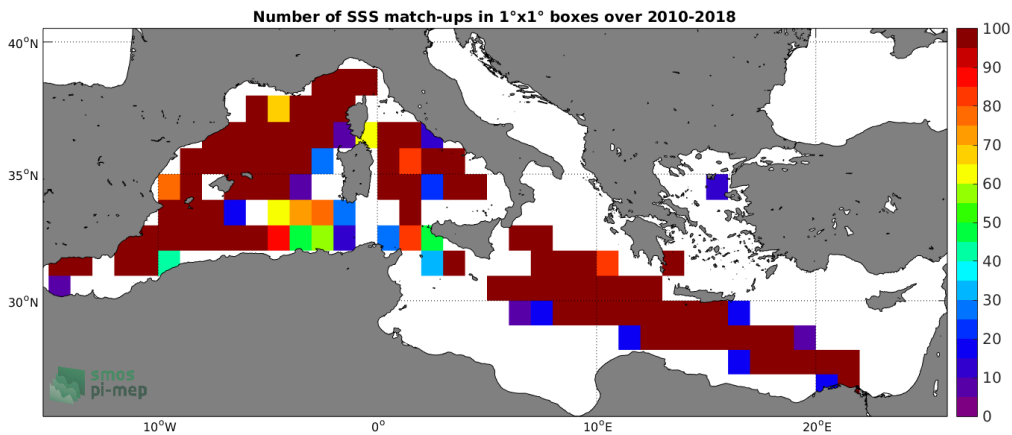 Number of SSS match-ups in 1°x1° boxes over 2010-2018
40°N
35°N
30°N
10°W
0°
10°E
20°E
100
90
80
70
60
50
40
30
20
10
0
smos
pi-mep